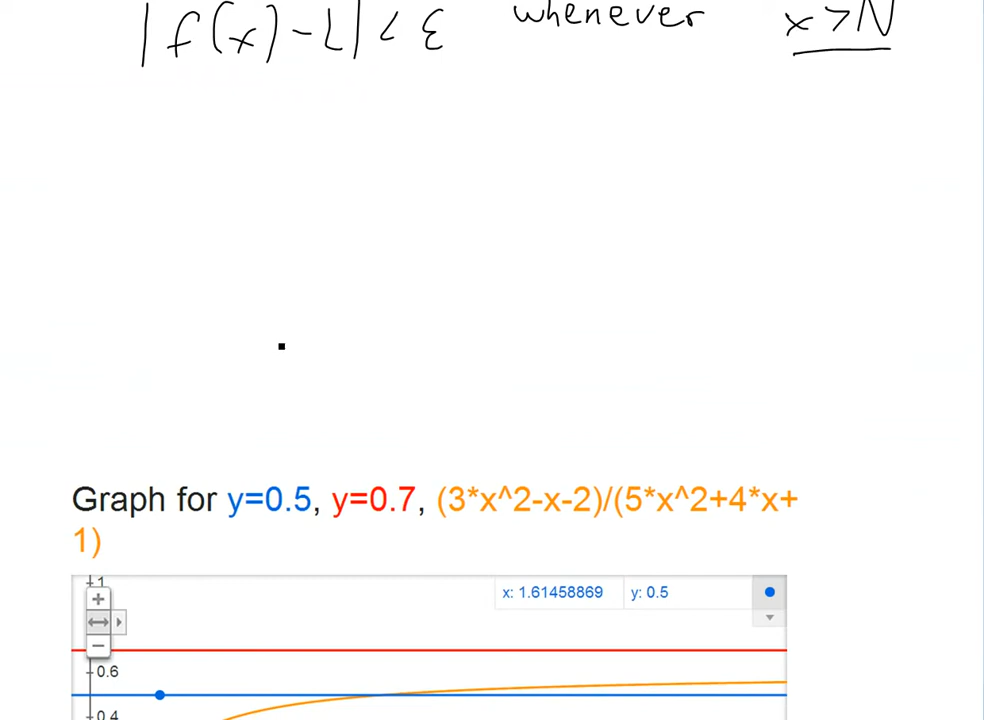 |f(x)-L| < ε whenever x > N
Graph for y=0.5, y=0.7, (3*x^2-x-2)/(5*x^2+4*x+
1)
1
x: 1.61458869 y: 0.5
0.6
0.4